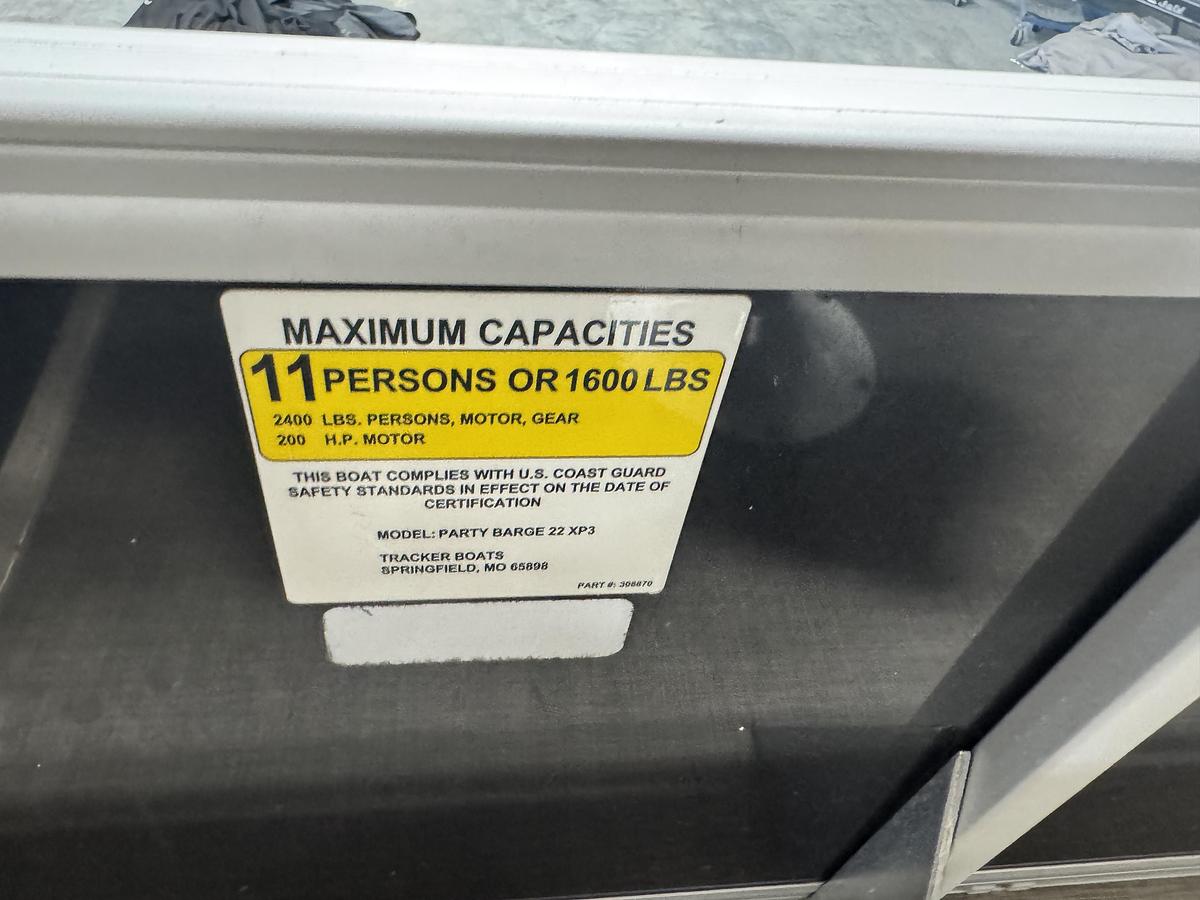 MAXIMUM CAPACITIES
11 PERSONS OR 1600 LBS
2400 LBS. PERSONS, MOTOR, GEAR
200 H.P. MOTOR
THIS BOAT COMPLIES WITH U.S. COAST GUARD
SAFETY STANDARDS IN EFFECT ON THE DATE OF
CERTIFICATION
MODEL: PARTY BARGE 22 XP3
TRACKER BOATS
SPRINGFIELD, MO 65898
PART #: 308870